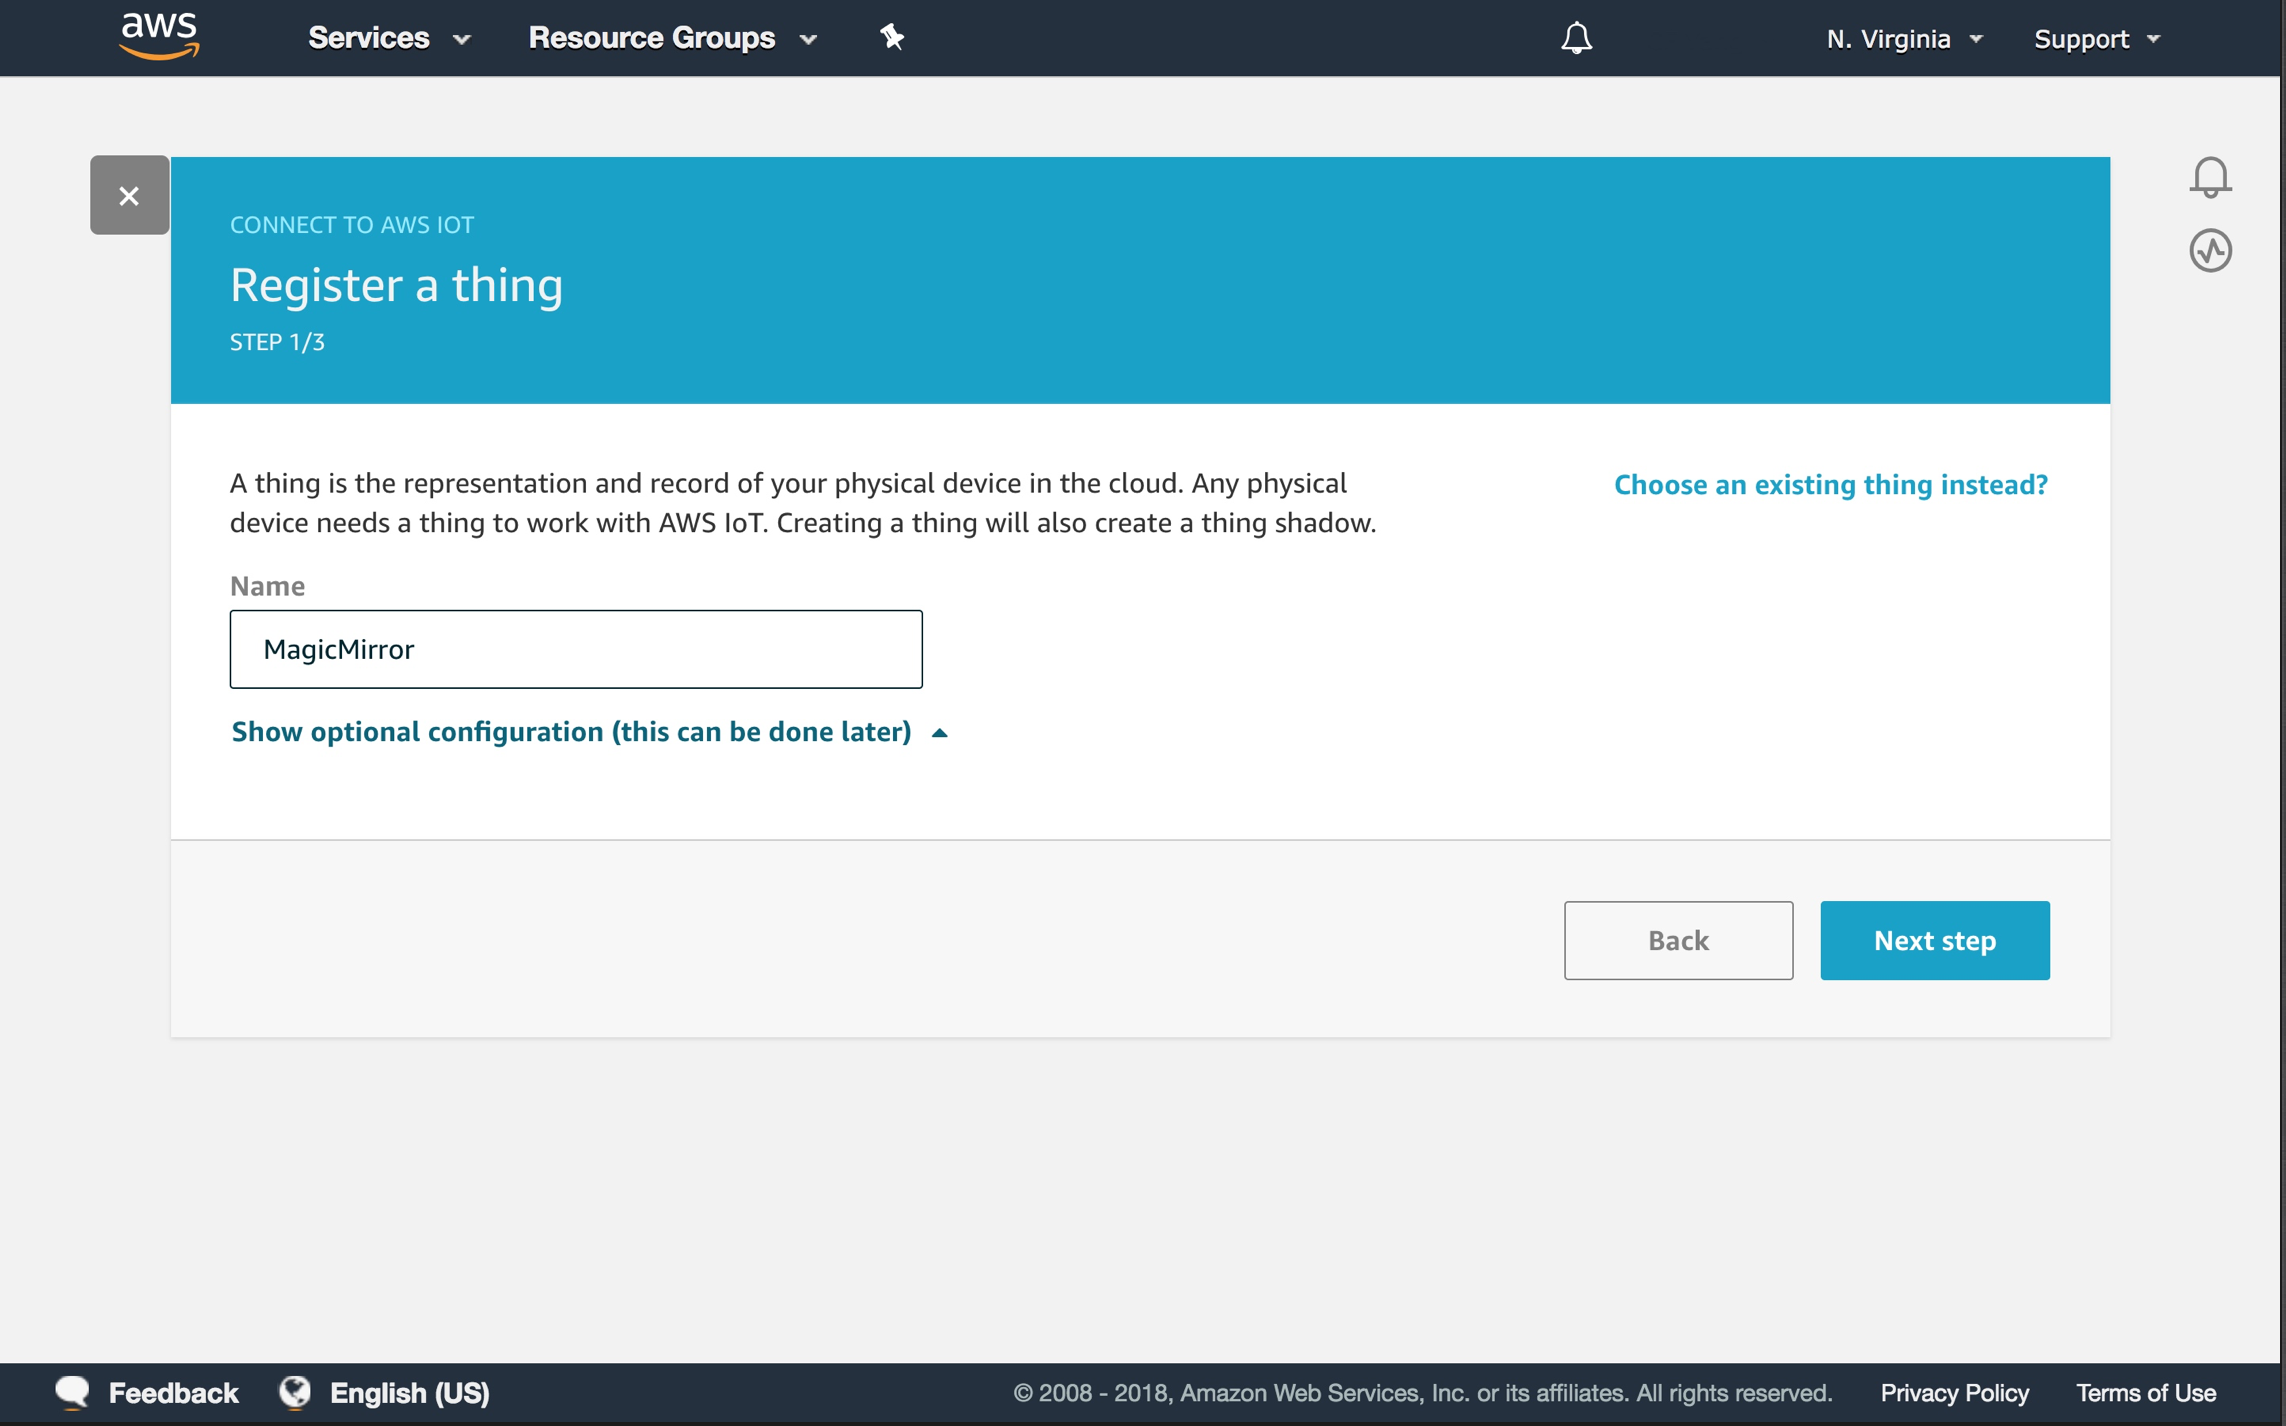 aws
Services
Resource Groups
N. Virginia
Support
CONNECT TO AWS IOT
Register a thing
STEP 1/3
A thing is the representation and record of your physical device in the cloud. Any physical
device needs a thing to work with AWS IoT. Creating a thing will also create a thing shadow.
Choose an existing thing instead?
Name
MagicMirror
Show optional configuration (this can be done later)
Back
Next step
Feedback
English (US)
© 2008 - 2018, Amazon Web Services, Inc. or its affiliates. All rights reserved.
Privacy Policy
Terms of Use